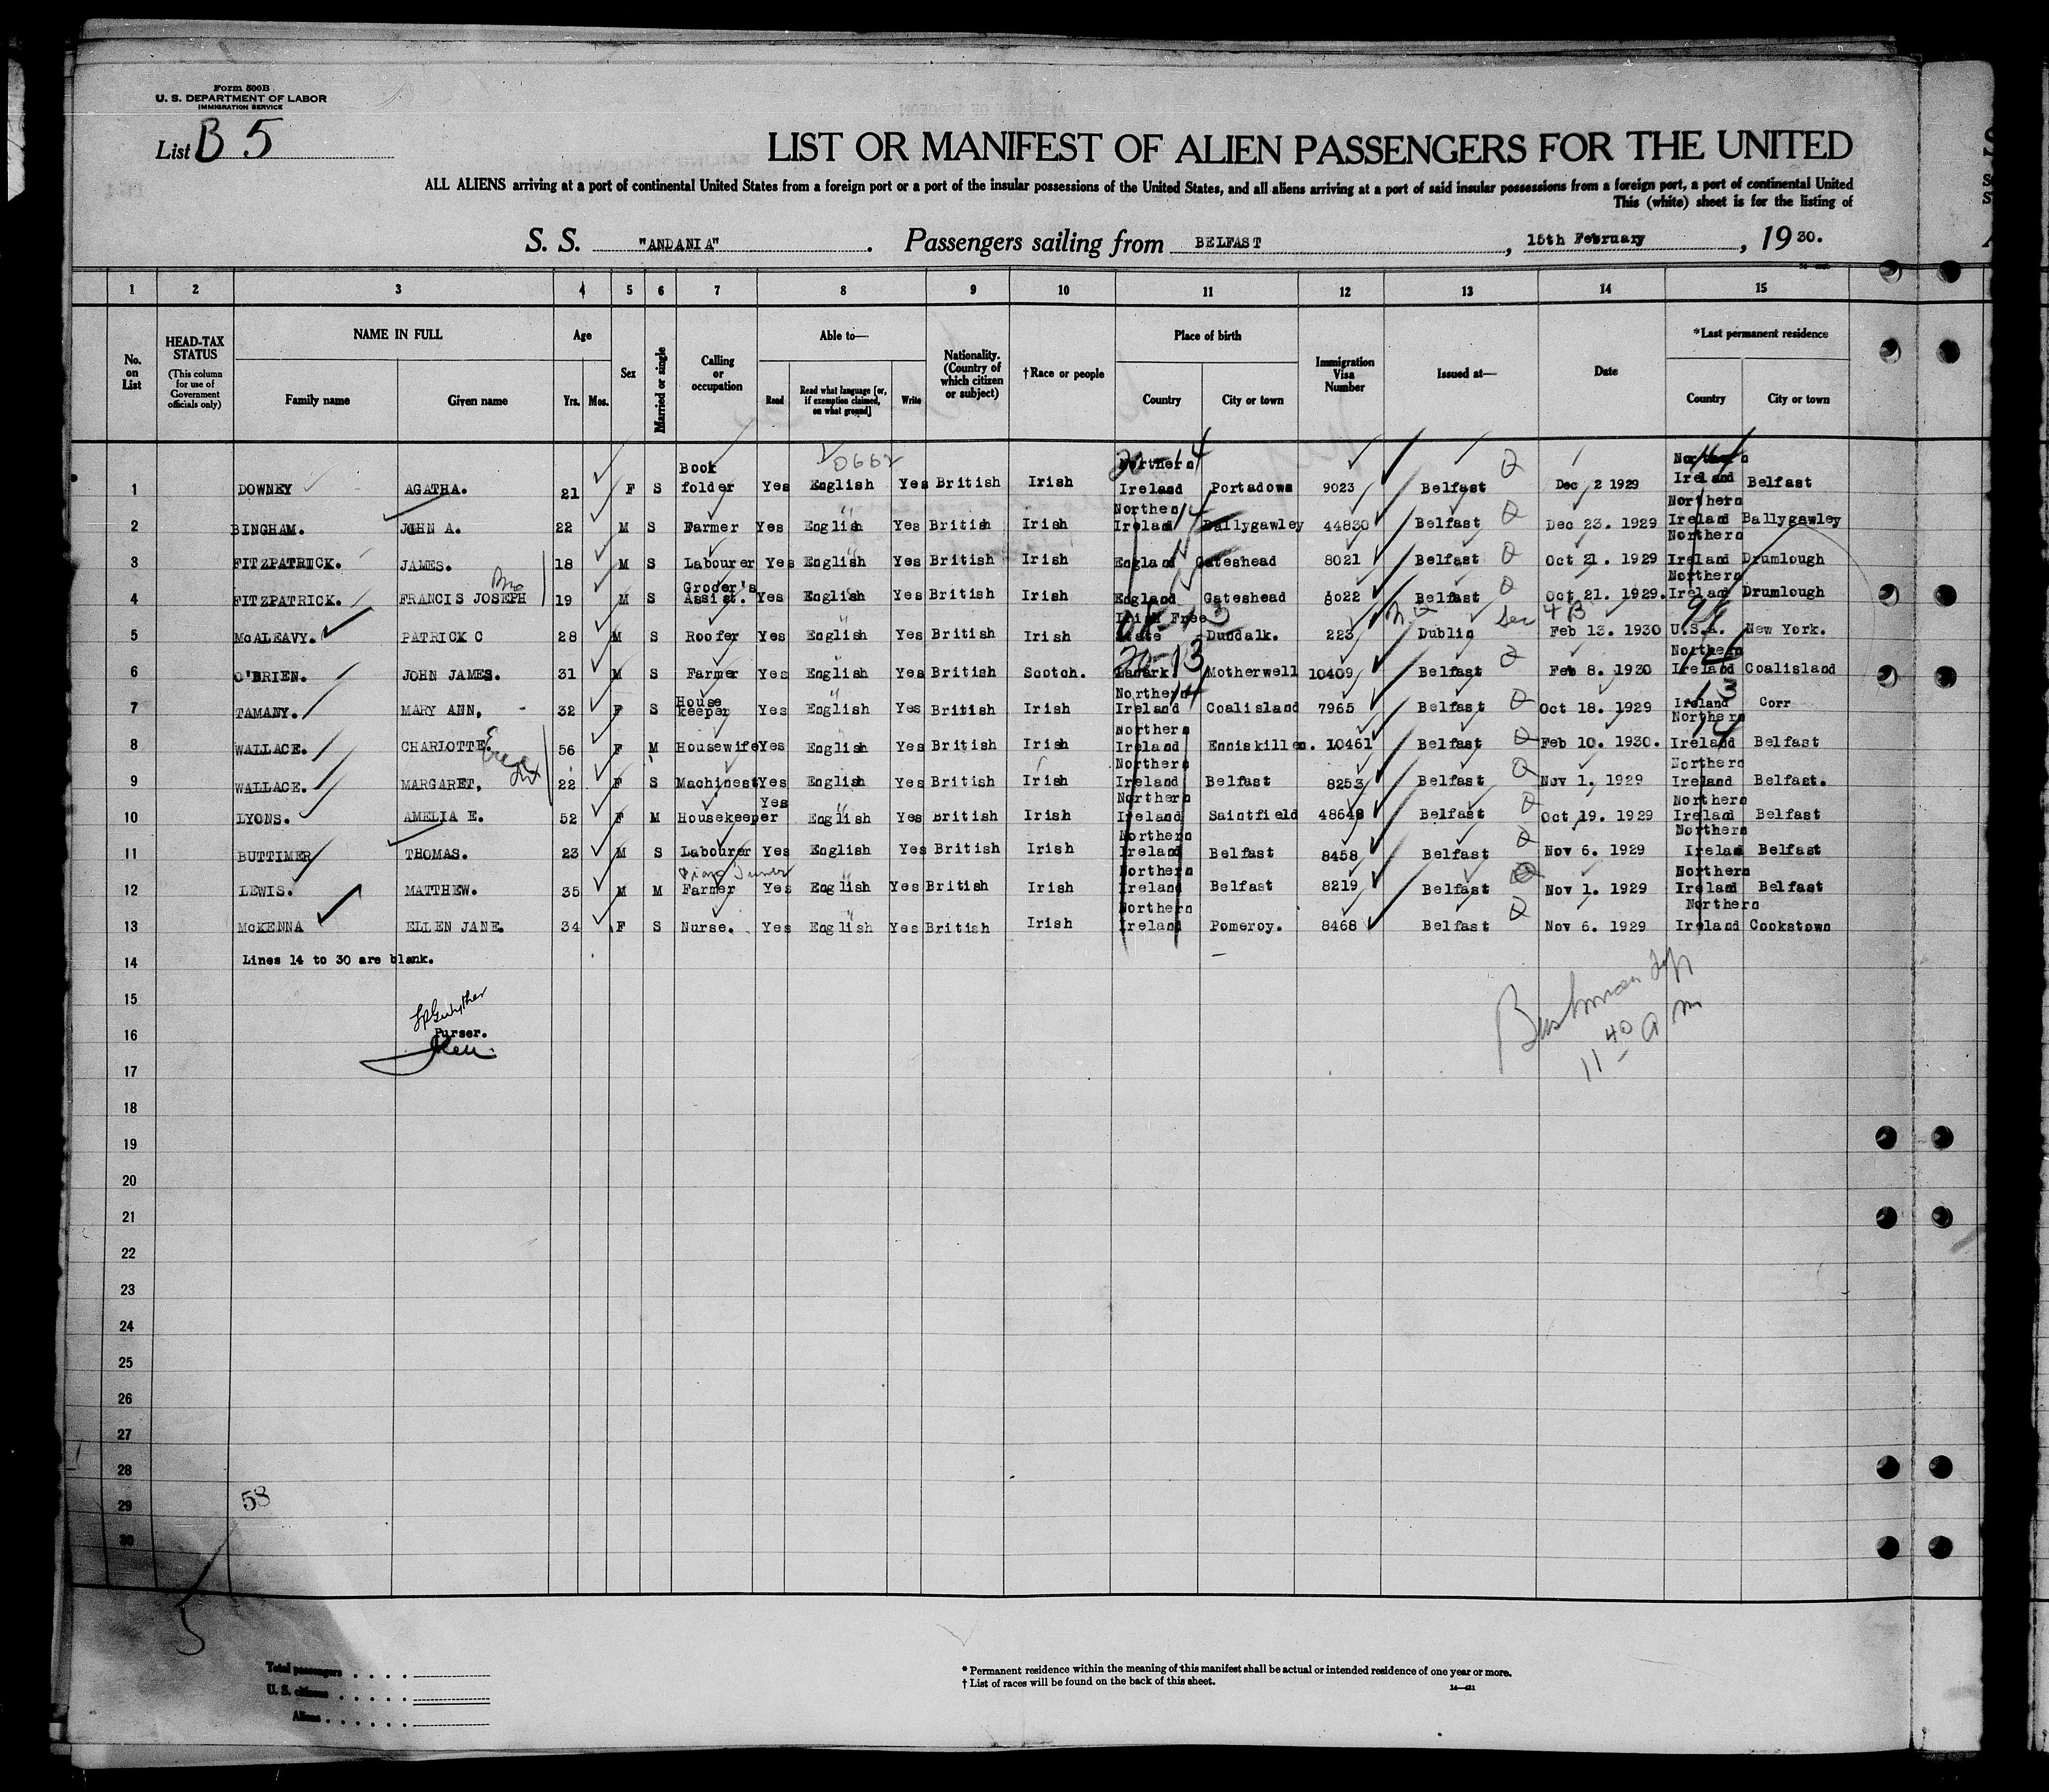 Form 500B
U. S. DEPARTMENT OF LABOR
IMMIGRATION SERVICE
List B 5
LIST OR MANIFEST OF ALIEN PASSENGERS FOR THE UNITED
ALL ALIENS arriving at a port of continental United States from a foreign port or a port of the insular possessions of the United States, and all aliens arriving at a port of said insular possessions from a foreign port, a port of continental United
This (white) sheet is for the listing of
S. S. "ANDANIA". Passengers sailing from BELFAST, 15th February, 1930.
1 2 3 4 5 6 7 8 9 10 11 12 13 14 15
No. on List HEAD-TAX STATUS (This column for use of Government officials only) NAME IN FULL Family name Given name Age Yrs. Mos. Sex Married or single Calling or occupation Able to— Read Read what language [or, if exemption claimed, on what ground] Write Nationality. (Country of which citizen or subject) †Race or people Place of birth Country City or town Immigration Visa Number Issued at— Date *Last permanent residence Country City or town
0662
1 DOWNEY AGATHA. 21 F S Book folder Yes English Yes British Irish Northern Ireland Portadown 9023 Belfast Dec 2 1929 Northern Ireland Belfast
2 BINGHAM. JOHN A. 22 M S Farmer Yes English Yes British Irish Northen Ireland Ballygawley 44830 Belfast Dec 23. 1929 Northern Ireland Ballygawley
3 FITZPATRICK. JAMES. 18 M S Labourer Yes English Yes British Irish England Gateshead 8021 Belfast Oct 21. 1929 Northern Ireland Drumlough
4 FITZPATRICK. FRANCIS JOSEPH Bro 19 M S Grocer's Assist. Yes English Yes British Irish England Gateshead 8022 Belfast Oct 21. 1929. Northern Ireland Drumlough
5 McALEAVY. PATRICK C 28 M S Roofer Yes English Yes British Irish Irish Free State Dundalk. 223 Dublin Sec 4 B Feb 13. 1930 U.S.A. New York.
6 O'BRIEN. JOHN JAMES. 31 M S Farmer Yes English Yes British Scotch. Lanark. Motherwell 10409 Belfast Feb 8. 1930 Northern Ireland Coalisland
7 TAMANY. MARY ANN, 32 F S House keeper Yes English Yes British Irish Northern Ireland Coalisland 7965 Belfast Oct 18. 1929 Ireland Corr
8 WALLACE. CHARLOTTE. 56 F M Housewife Yes English Yes British Irish Northern Ireland Enniskillen. 10461 Belfast Feb 10. 1930. Northern Ireland Belfast
9 WALLACE. MARGARET, 22 F S Machinest Yes English Yes British Irish Northern Ireland Belfast 8253 Belfast Nov 1. 1929 Northern Ireland Belfast.
10 LYONS. AMELIA E. 52 F M Housekeeper Yes English Yes British Irish Northern Ireland Saintfield 48648 Belfast Oct 19. 1929 Northern Ireland Belfast
11 BUTTIMER THOMAS. 23 M S Labourer Yes English Yes British Irish Northern Ireland Belfast 8458 Belfast Nov 6. 1929 Northern Irelan Belfast
12 LEWIS. MATTHEW. 35 M M Farmer Yes English Yes British Irish Northern Ireland Belfast 8219 Belfast Nov 1. 1929 Northern Ireland Belfast
13 McKENNA ELLEN JANE. 34 F S Nurse. Yes English Yes British Irish Northern Ireland Pomeroy. 8468 Belfast Nov 6. 1929 Northern Ireland Cookstown
14 Lines 14 to 30 are blank.
15
16 Purser.
11 40 a m
17
18
19
20
21
22
23
24
25
26
27
28
29 58
30
Total passengers
U. S. citizens
Aliens
* Permanent residence within the meaning of this manifest shall be actual or intended residence of one year or more.
† List of races will be found on the back of this sheet.